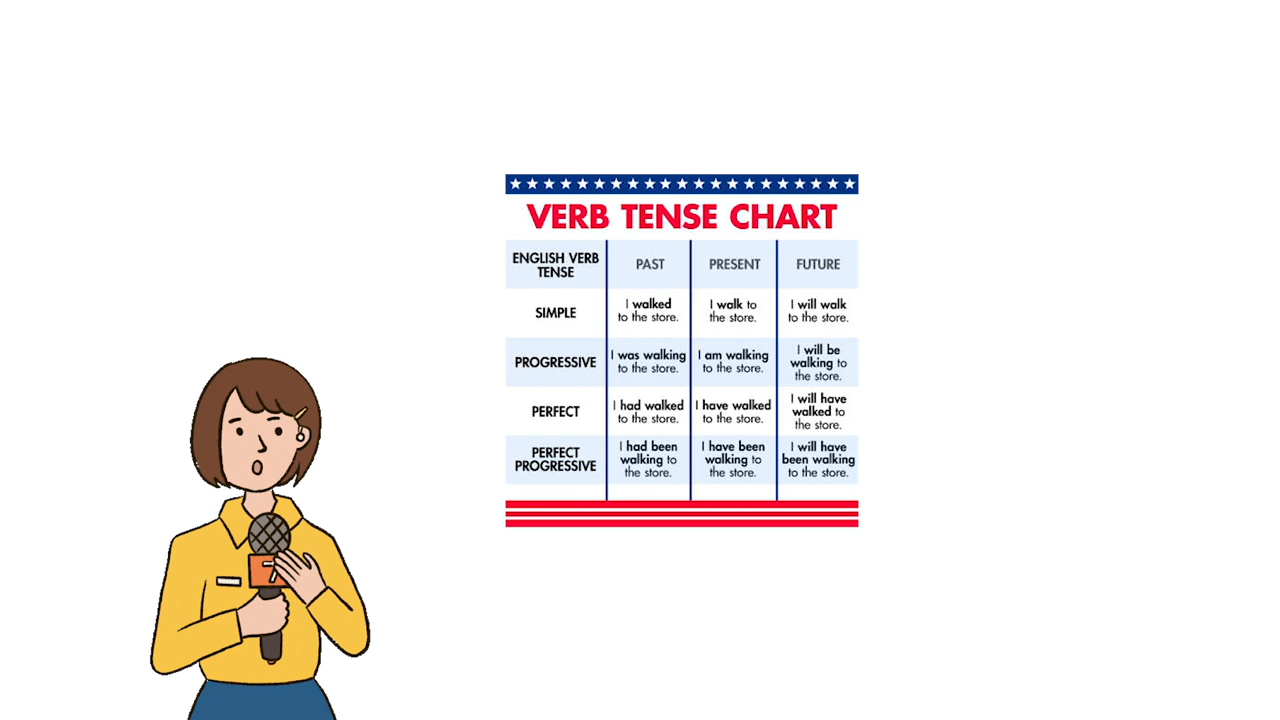 VERB TENSE CHART
ENGLISH VERB
TENSE
PAST
PRESENT
FUTURE
SIMPLE
I walked
to the store.
I walk to
the store.
I will walk
to the store.
PROGRESSIVE
I was walking
to the store.
I am walking
to the store.
I will be
walking to
the store.
PERFECT
I had walked
to the store.
I have walked
to the store.
I will have
walked to
the store.
PERFECT
PROGRESSIVE
I had been
walking to
the store.
I have been
walking to
the store.
I will have
been walking
to the store.